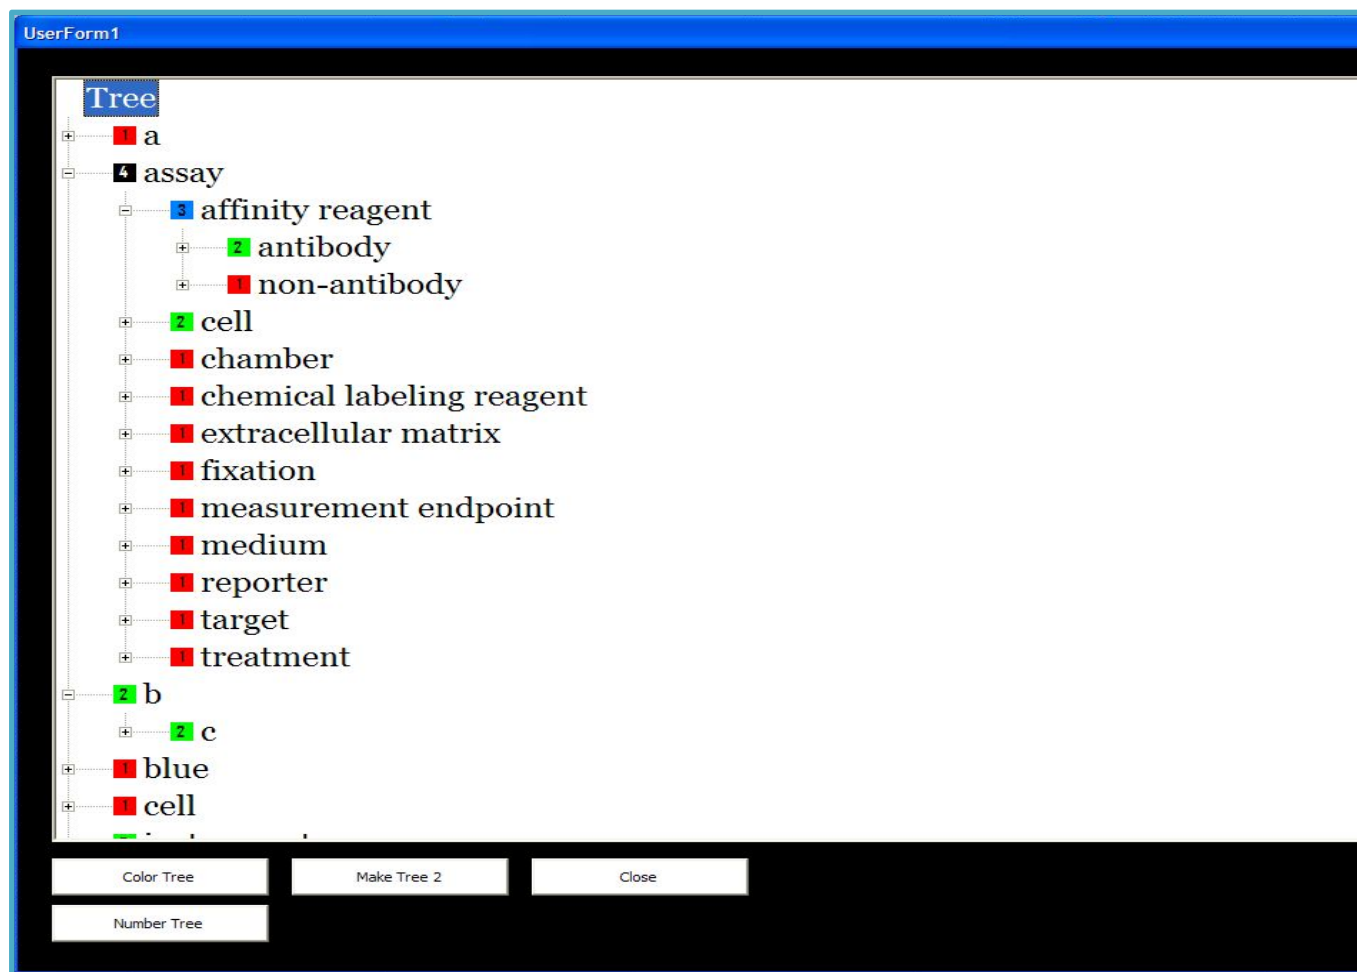 UserForm1
Tree
1 a
4 assay
3 affinity reagent
2 antibody
1 non-antibody
2 cell
1 chamber
1 chemical labeling reagent
1 extracellular matrix
1 fixation
1 measurement endpoint
1 medium
1 reporter
1 target
1 treatment
2 b
2 c
1 blue
1 cell
Color Tree Make Tree 2 Close
Number Tree